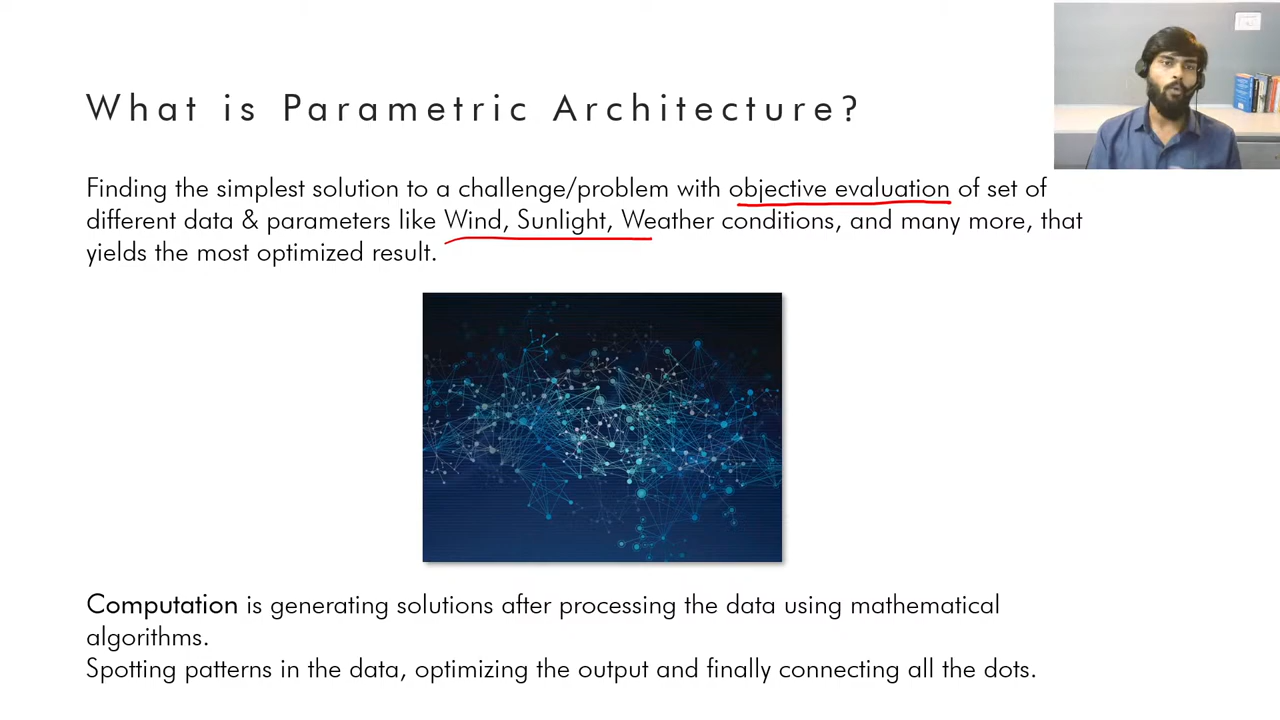 What is Parametric Architecture?
Finding the simplest solution to a challenge/problem with objective evaluation of set of
different data & parameters like Wind, Sunlight, Weather conditions, and many more, that
yields the most optimized result.
Computation is generating solutions after processing the data using mathematical
algorithms.
Spotting patterns in the data, optimizing the output and finally connecting all the dots.